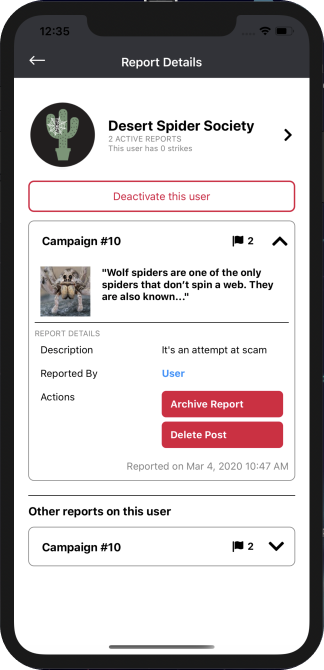 12:35
Report Details
Desert Spider Society
2 ACTIVE REPORTS
This user has 0 strikes
Deactivate this user
Campaign #10
2
"Wolf spiders are one of the only
spiders that don't spin a web. They
are also known..."
REPORT DETAILS
Description It's an attempt at scam
Reported By User
Actions Archive Report
Delete Post
Reported on Mar 4, 2020 10:47 AM
Other reports on this user
Campaign #10 2